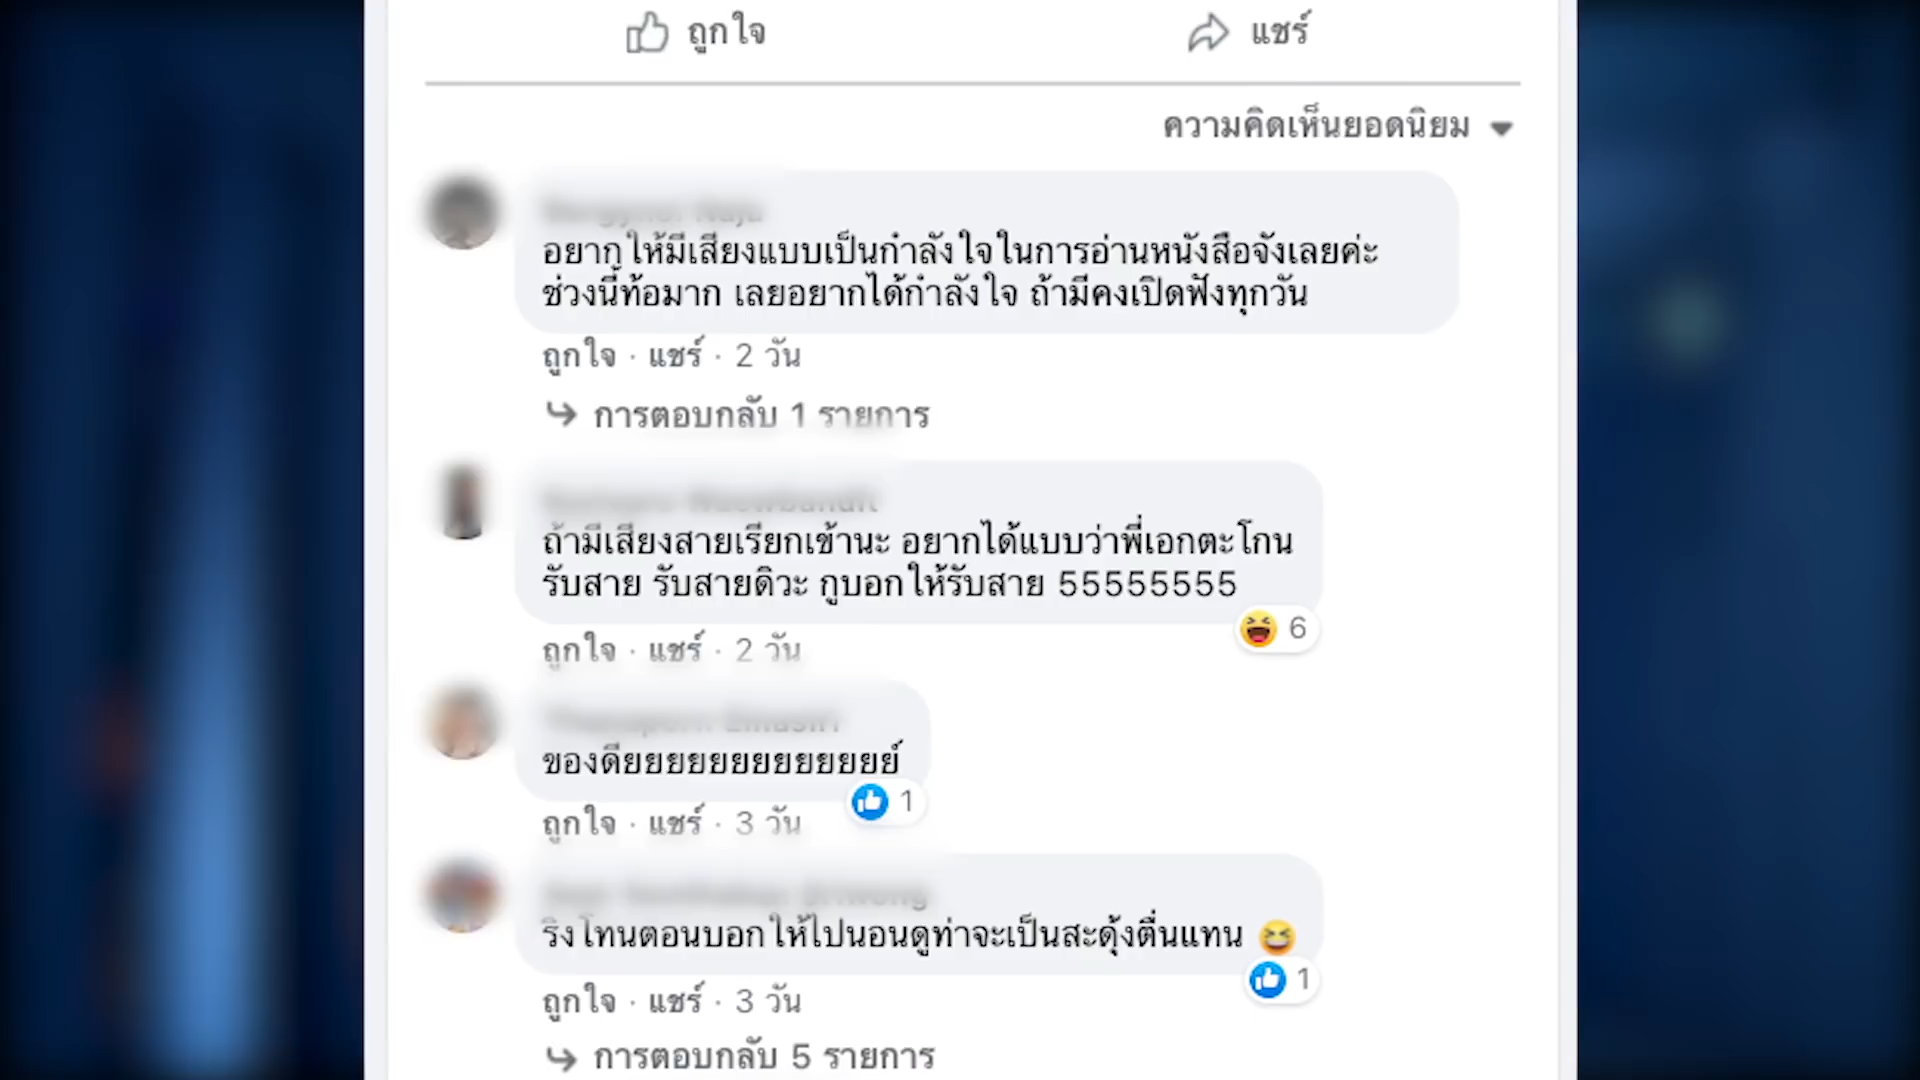 ถูกใจ
แชร์
ความคิดเห็นยอดนิยม
อยากให้มีเสียงแบบเป็นกำลังใจในการอ่านหนังสือจังเลยค่ะ
ช่วงนี้ท้อมาก เลยอยากได้กำลังใจ ถ้ามีคงเปิดฟังทุกวัน
ถูกใจ · แชร์ · 2 วัน
การตอบกลับ 1 รายการ
ถ้ามีเสียงสายเรียกเข้านะ อยากได้แบบว่าพี่เอกตะโกน
รับสาย รับสายดิวะ กูบอกให้รับสาย 55555555
6
ถูกใจ · แชร์ · 2 วัน
ของดียยยยยยยยยยยยย์
1
ถูกใจ · แชร์ · 3 วัน
ริงโทนตอนบอกให้ไปนอนดูท่าจะเป็นสะดุ้งตื่นแทน 😆
1
ถูกใจ · แชร์ · 3 วัน
การตอบกลับ 5 รายการ